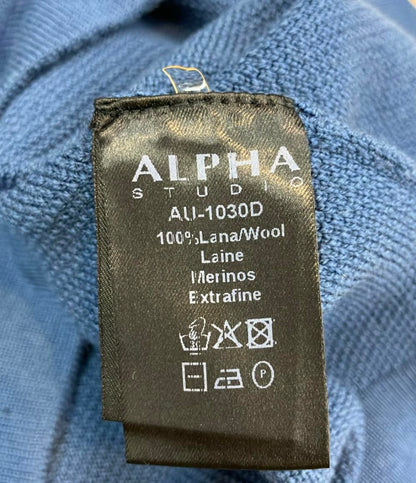 ALPHA
STUDIO
AU-1030D
100%Lana/Wool
Laine
Merinos
Extrafine
P